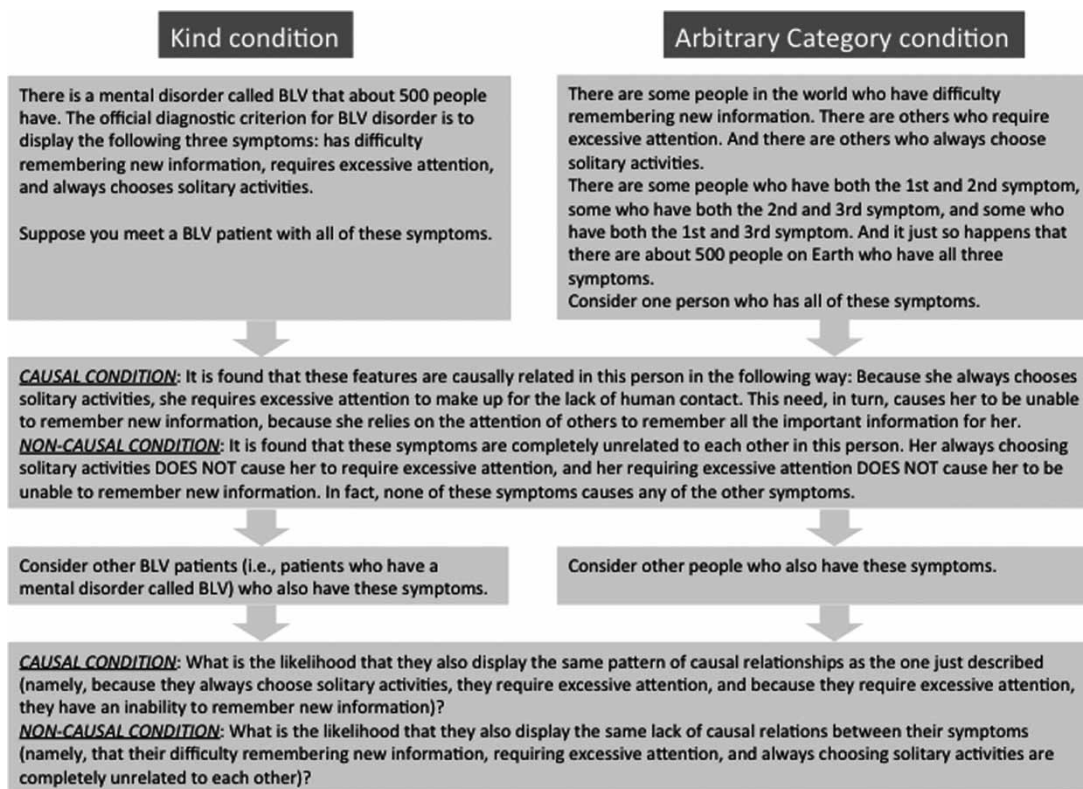 Kind condition
Arbitrary Category condition
There is a mental disorder called BLV that about 500 people
have. The official diagnostic criterion for BLV disorder is to
display the following three symptoms: has difficulty
remembering new information, requires excessive attention,
and always chooses solitary activities.
Suppose you meet a BLV patient with all of these symptoms.
There are some people in the world who have difficulty
remembering new information. There are others who require
excessive attention. And there are others who always choose
solitary activities.
There are some people who have both the 1st and 2nd symptom,
some who have both the 2nd and 3rd symptom, and some who
have both the 1st and 3rd symptom. And it just so happens that
there are about 500 people on Earth who have all three
symptoms.
Consider one person who has all of these symptoms.
CAUSAL CONDITION: It is found that these features are causally related in this person in the following way: Because she always chooses
solitary activities, she requires excessive attention to make up for the lack of human contact. This need, in turn, causes her to be unable
to remember new information, because she relies on the attention of others to remember all the important information for her.
NON-CAUSAL CONDITION: It is found that these symptoms are completely unrelated to each other in this person. Her always choosing
solitary activities DOES NOT cause her to require excessive attention, and her requiring excessive attention DOES NOT cause her to be
unable to remember new information. In fact, none of these symptoms causes any of the other symptoms.
Consider other BLV patients (i.e., patients who have a
mental disorder called BLV) who also have these symptoms.
Consider other people who also have these symptoms.
CAUSAL CONDITION: What is the likelihood that they also display the same pattern of causal relationships as the one just described
(namely, because they always choose solitary activities, they require excessive attention, and because they require excessive attention,
they have an inability to remember new information)?
NON-CAUSAL CONDITION: What is the likelihood that they also display the same lack of causal relations between their symptoms
(namely, that their difficulty remembering new information, requiring excessive attention, and always choosing solitary activities are
completely unrelated to each other)?